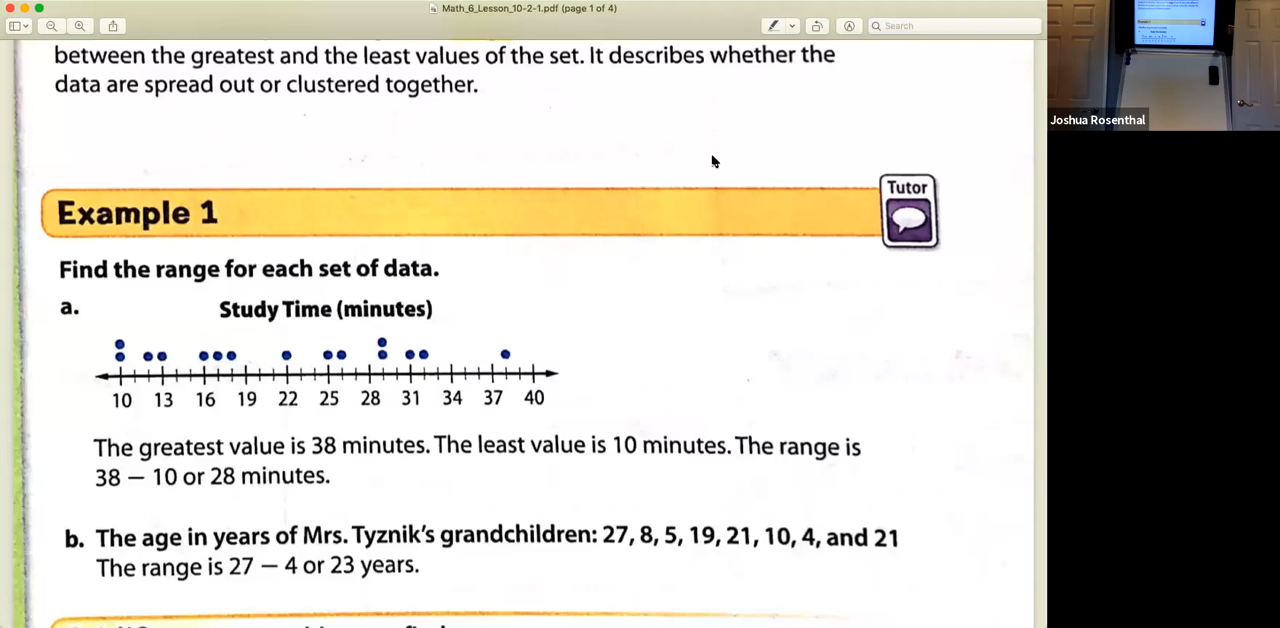 Math_6_Lesson_10-2-1.pdf (page 1 of 4)
Search
between the greatest and the least values of the set. It describes whether the
data are spread out or clustered together.
Tutor
Example 1
Find the range for each set of data.
a. Study Time (minutes)
10 13 16 19 22 25 28 31 34 37 40
The greatest value is 38 minutes. The least value is 10 minutes. The range is
38 – 10 or 28 minutes.
b. The age in years of Mrs. Tyznik's grandchildren: 27, 8, 5, 19, 21, 10, 4, and 21
The range is 27 – 4 or 23 years.
Joshua Rosenthal